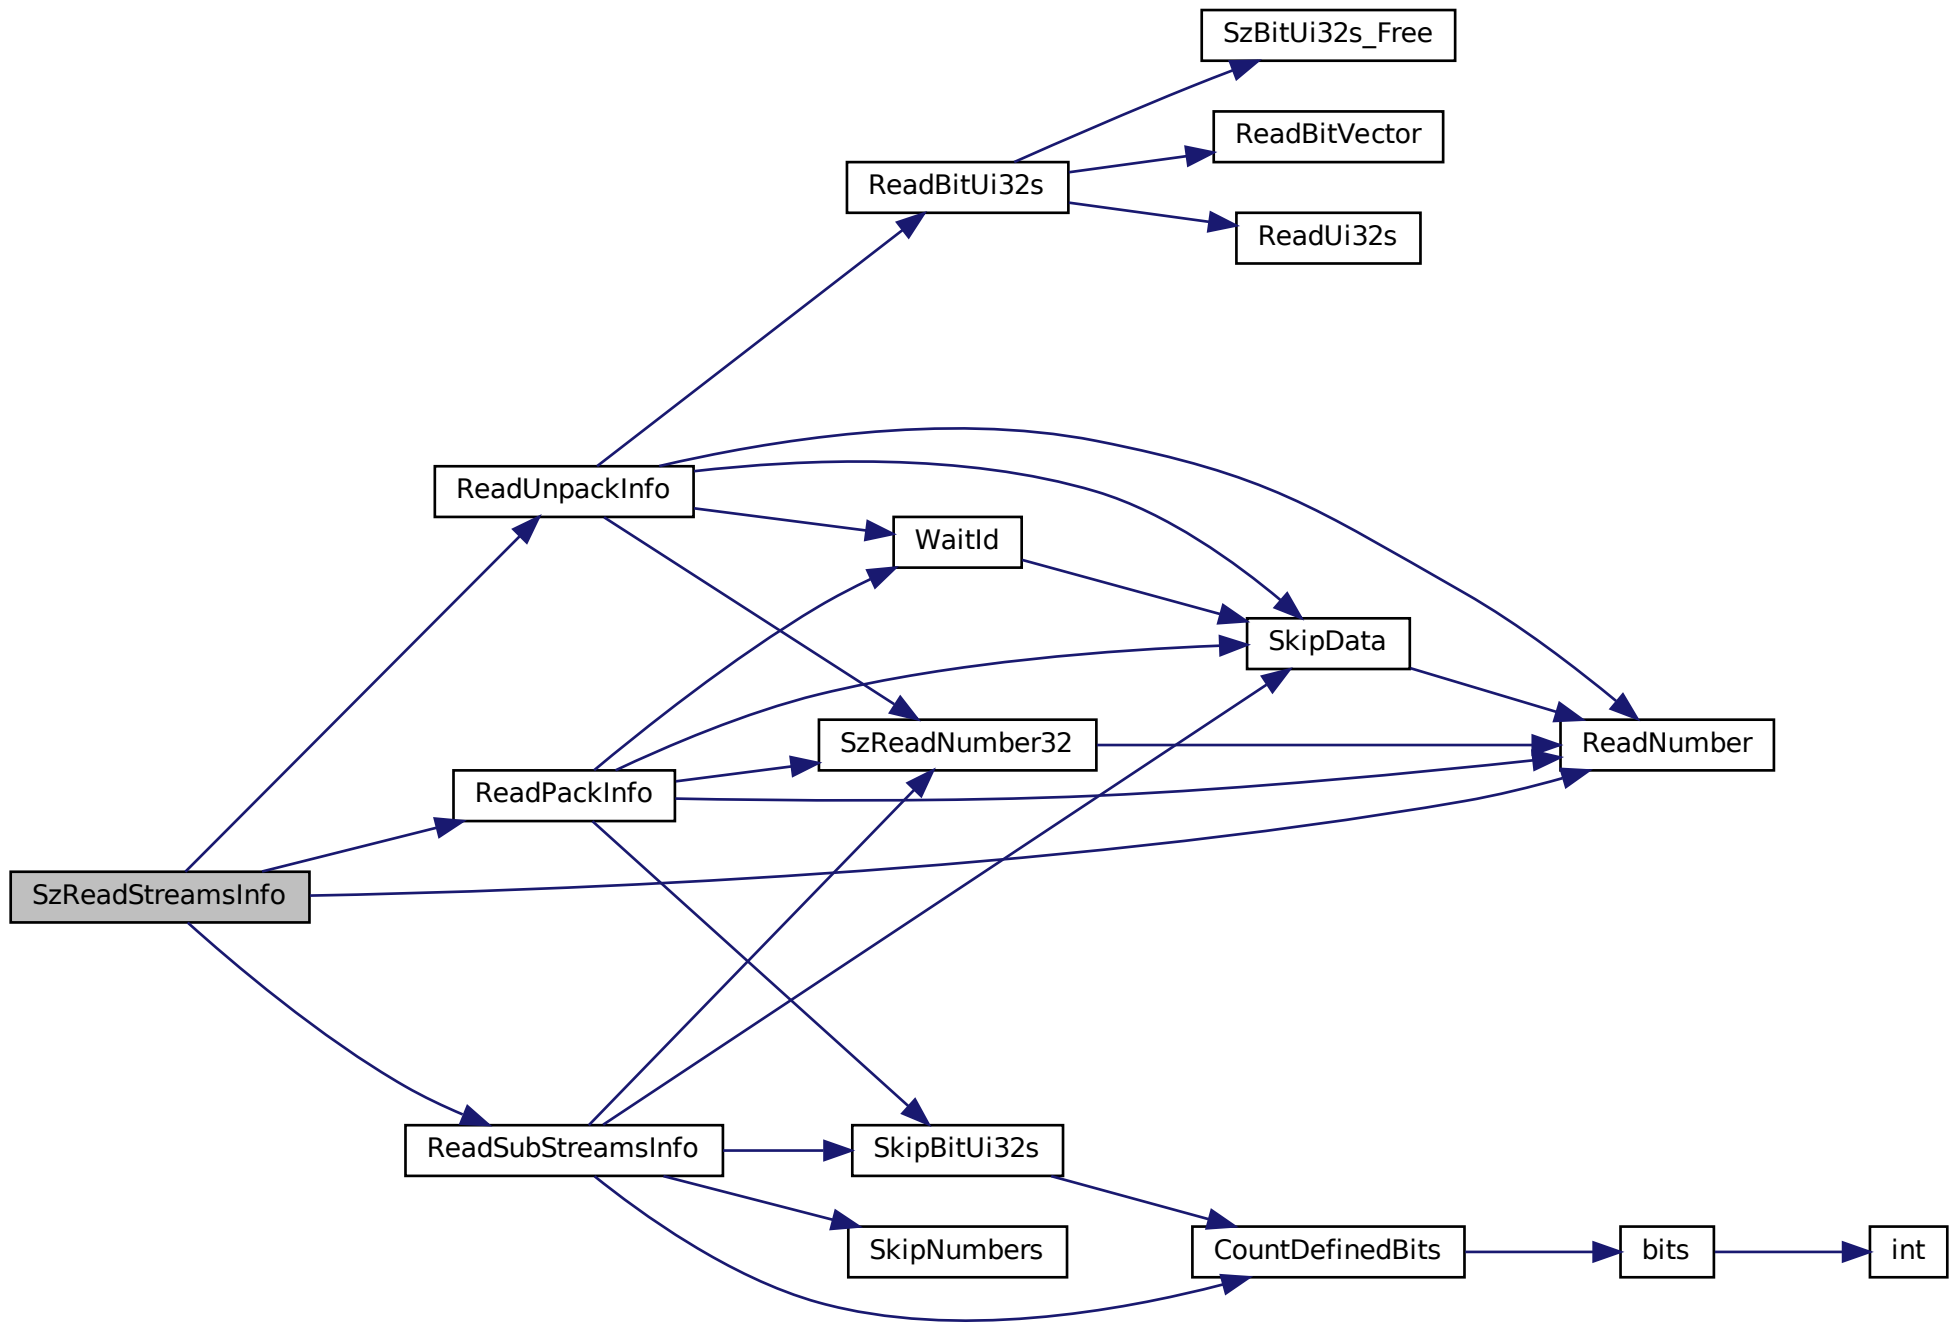 SzBitUi32s_Free
ReadBitVector
ReadBitUi32s
ReadUi32s
ReadUnpackInfo
WaitId
SkipData
SzReadNumber32
ReadNumber
ReadPackInfo
SzReadStreamsInfo
ReadSubStreamsInfo
SkipBitUi32s
SkipNumbers
CountDefinedBits
bits
int